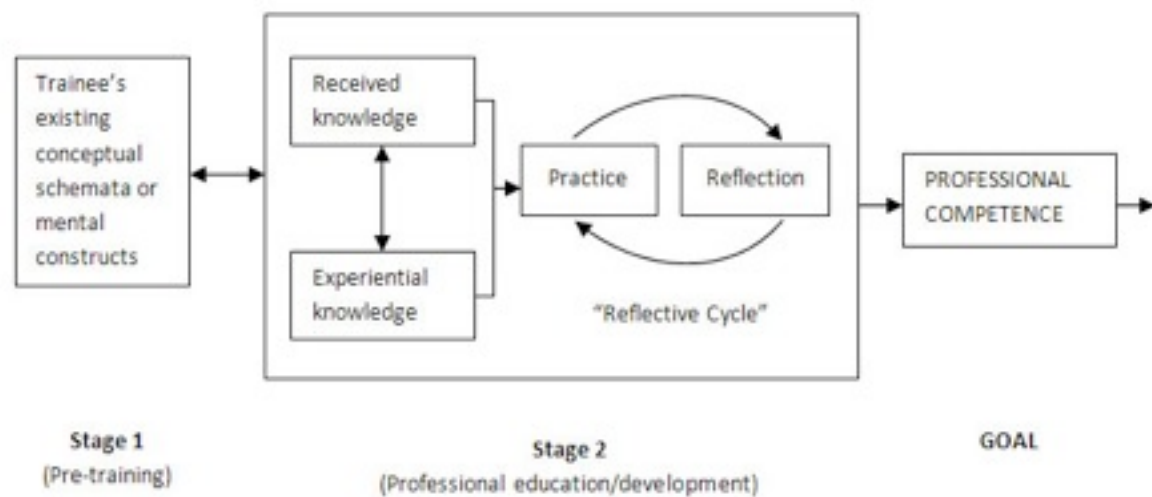 Trainee's
existing
conceptual
schemata or
mental
constructs
Received
knowledge
Experiential
knowledge
Practice
Reflection
"Reflective Cycle"
PROFESSIONAL
COMPETENCE
Stage 1
(Pre-training)
Stage 2
(Professional education/development)
GOAL